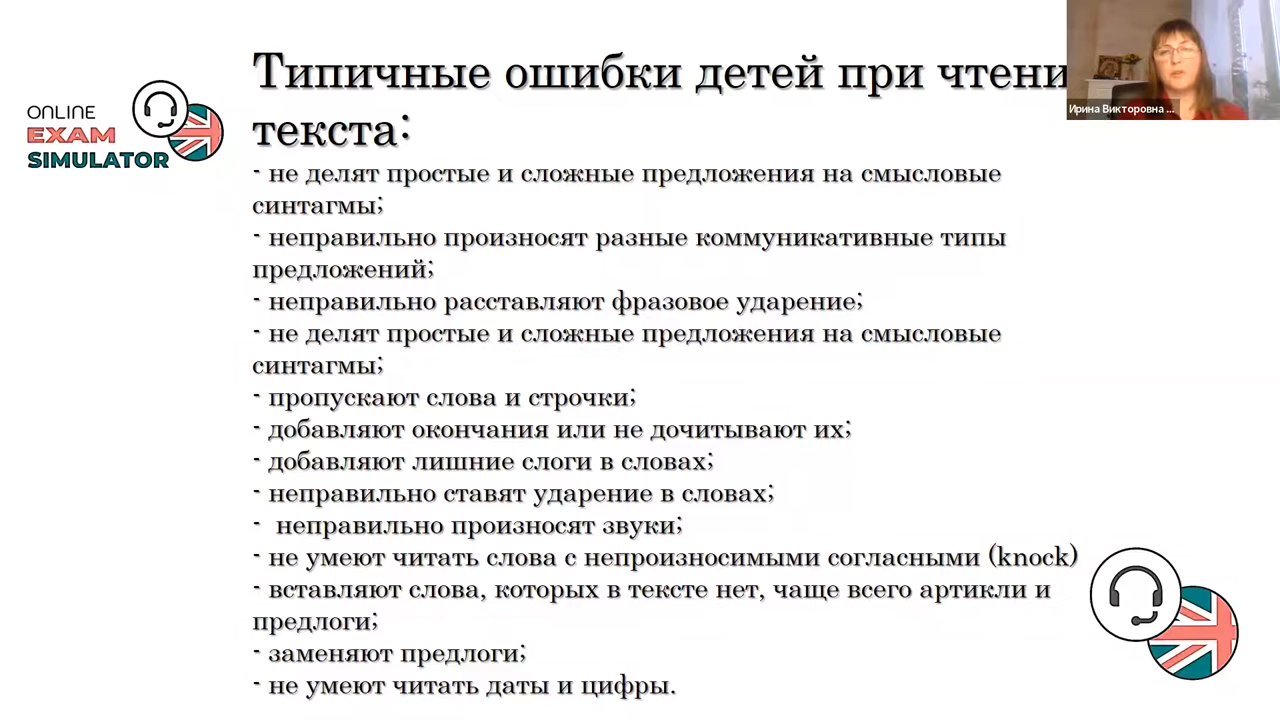 Типичные ошибки детей при чтени
текста:
ONLINE
EXAM
SIMULATOR
Ирина Викторовна ...
- не делят простые и сложные предложения на смысловые
синтагмы;
- неправильно произносят разные коммуникативные типы
предложений;
- неправильно расставляют фразовое ударение;
- не делят простые и сложные предложения на смысловые
синтагмы;
- пропускают слова и строчки;
- добавляют окончания или не дочитывают их;
- добавляют лишние слоги в словах;
- неправильно ставят ударение в словах;
- неправильно произносят звуки;
- не умеют читать слова с непроизносимыми согласными (knock)
- вставляют слова, которых в тексте нет, чаще всего артикли и
предлоги;
- заменяют предлоги;
- не умеют читать даты и цифры.